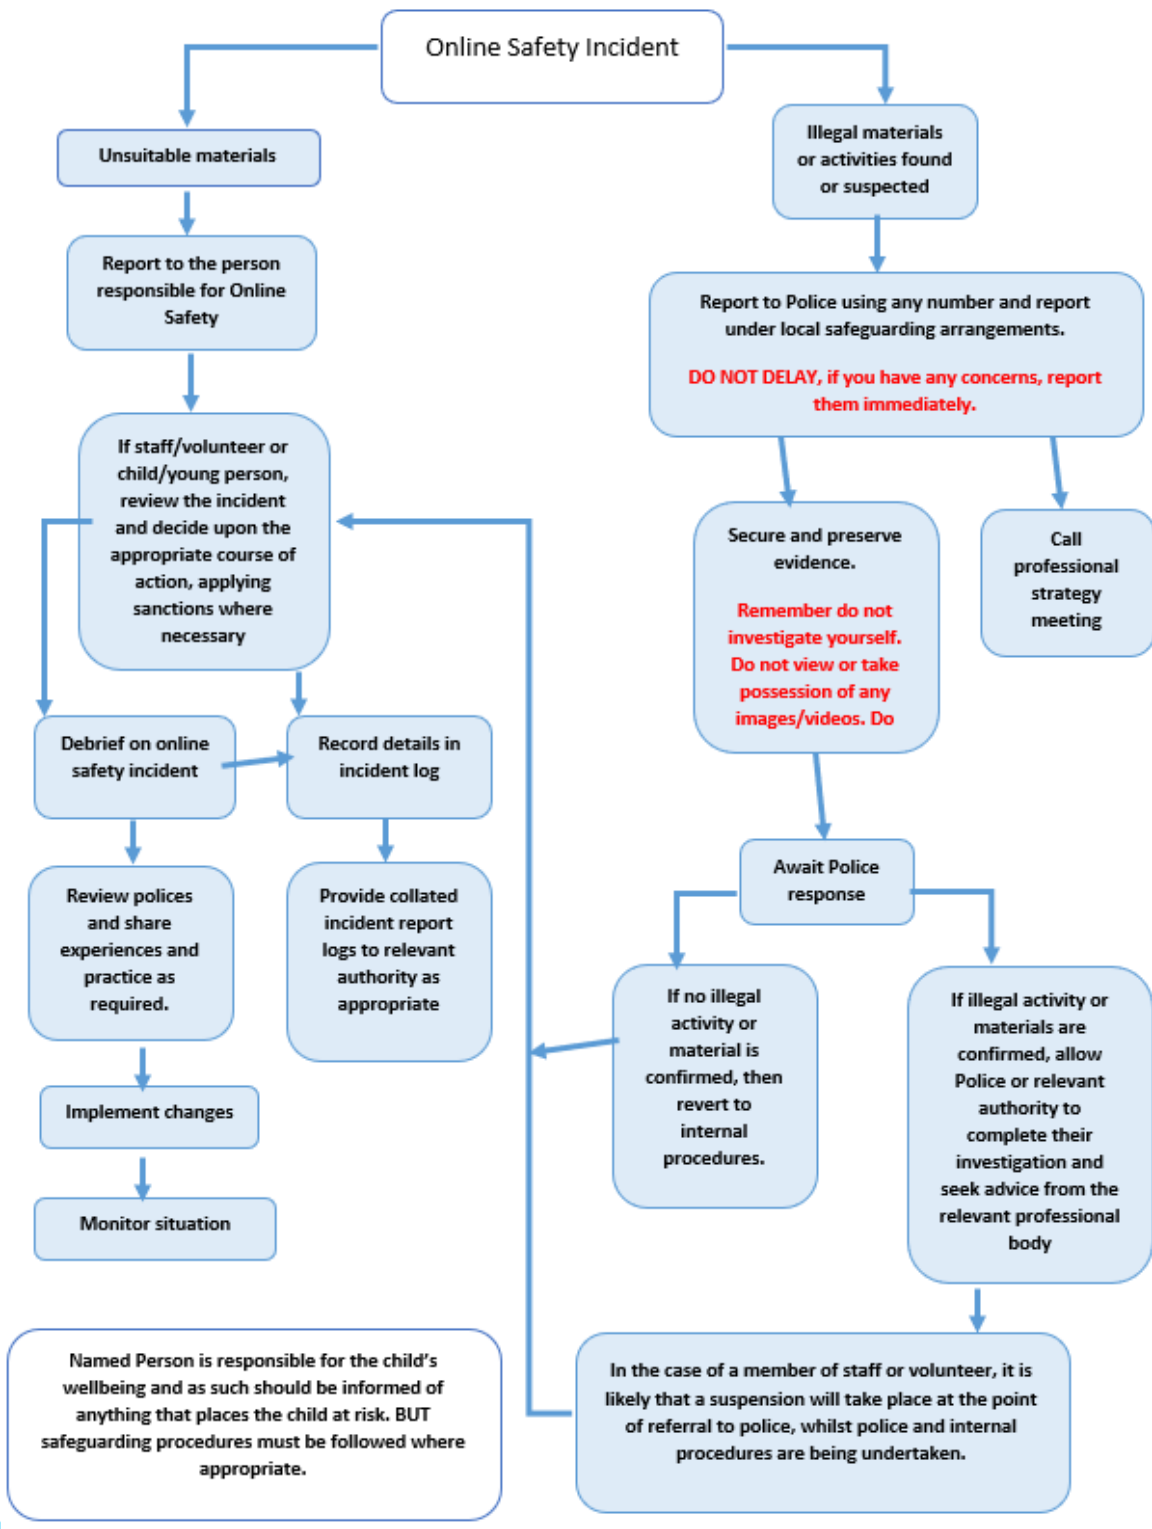 Online Safety Incident
Unsuitable materials
Report to the person
responsible for Online
Safety
If staff/volunteer or
child/young person,
review the incident
and decide upon the
appropriate course of
action, applying
sanctions where
necessary
Debrief on online
safety incident
Record details in
incident log
Review polices
and share
experiences and
practice as
required.
Provide collated
incident report
logs to relevant
authority as
appropriate
Implement changes
Monitor situation
Named Person is responsible for the child's
wellbeing and as such should be informed of
anything that places the child at risk. BUT
safeguarding procedures must be followed where
appropriate.
Illegal materials
or activities found
or suspected
Report to Police using any number and report
under local safeguarding arrangements.
DO NOT DELAY, if you have any concerns, report
them immediately.
Secure and preserve
evidence.
Remember do not
investigate yourself.
Do not view or take
possession of any
images/videos. Do
Call
professional
strategy
meeting
Await Police
response
If no illegal
activity or
material is
confirmed, then
revert to
internal
procedures.
If illegal activity or
materials are
confirmed, allow
Police or relevant
authority to
complete their
investigation and
seek advice from the
relevant professional
body
In the case of a member of staff or volunteer, it is
likely that a suspension will take place at the point
of referral to police, whilst police and internal
procedures are being undertaken.